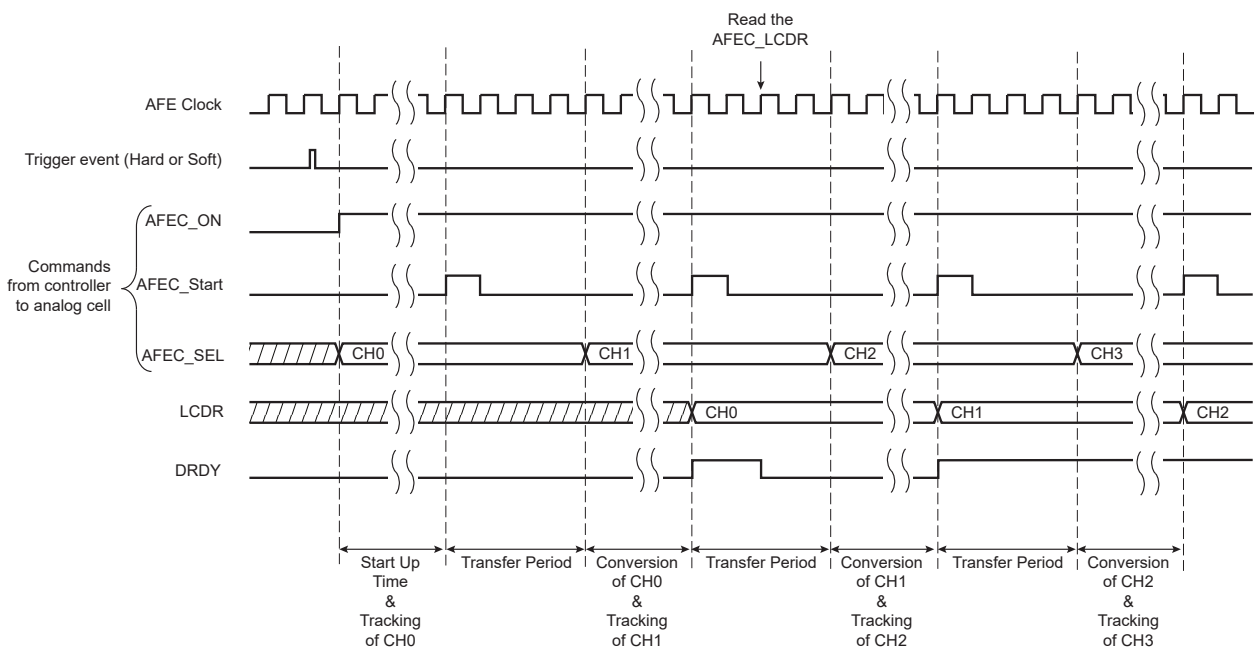 Read the
AFEC_LCDR
AFE Clock
Trigger event (Hard or Soft)
AFEC_ON
Commands
from controller
to analog cell
AFEC_Start
AFEC_SEL
CH0
CH1
CH2
CH3
LCDR
CH0
CH1
CH2
DRDY
Start Up
Time
&
Tracking
of CH0
Transfer Period
Conversion
of CH0
&
Tracking
of CH1
Transfer Period
Conversion
of CH1
&
Tracking
of CH2
Transfer Period
Conversion
of CH2
&
Tracking
of CH3